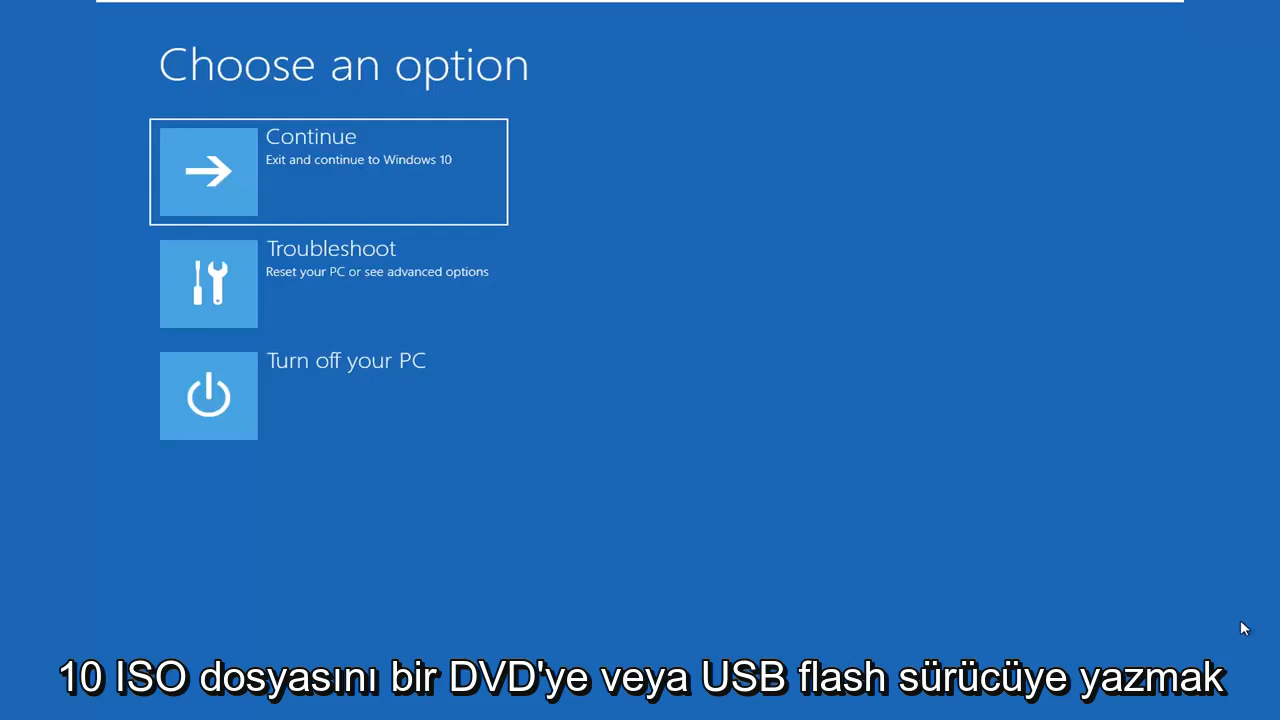 Choose an option
Continue
Exit and continue to Windows 10
Troubleshoot
Reset your PC or see advanced options
Turn off your PC
10 ISO dosyasını bir DVD'ye veya USB flash sürücüye yazmak